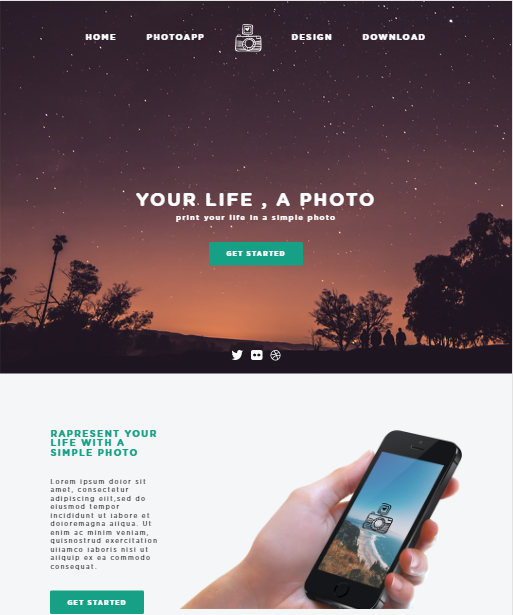 HOME PHOTOAPP DESIGN DOWNLOAD
YOUR LIFE , A PHOTO
print your life in a simple photo
GET STARTED
RAPRESENT YOUR
LIFE WITH A
SIMPLE PHOTO
Lorem ipsum dolor sit
amet, consectetur
adipiscing elit,sed do
eiusmod tempor
incididunt ut labore et
doloremagna aliqua. Ut
enim ac minim veniam,
quisnostrud exercitation
ullamco laboris nisi ut
aliquip ex ea commodo
consequat.
GET STARTED